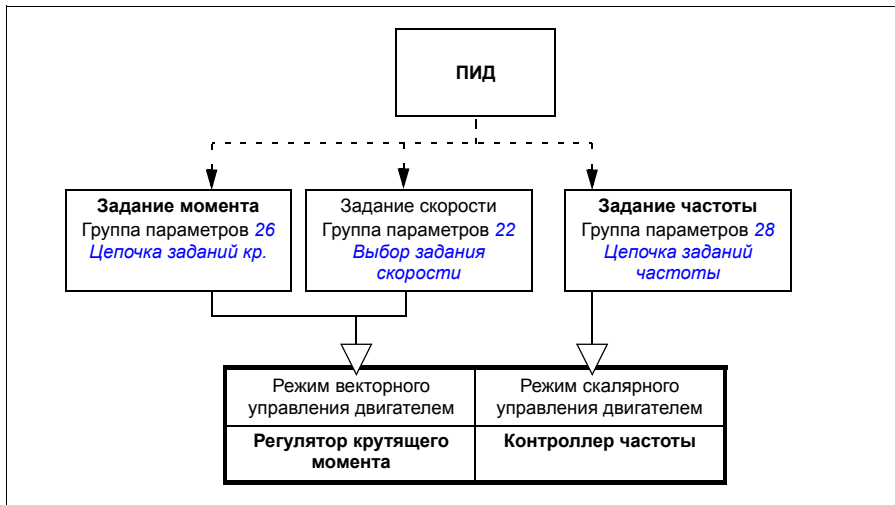 ПИД
Задание момента
Группа параметров 26
Цепочка заданий кр.
Задание скорости
Группа параметров 22
Выбор задания
скорости
Задание частоты
Группа параметров 28
Цепочка заданий
частоты
Режим векторного
управления двигателем
Режим скалярного
управления двигателем
Регулятор крутящего
момента
Контроллер частоты